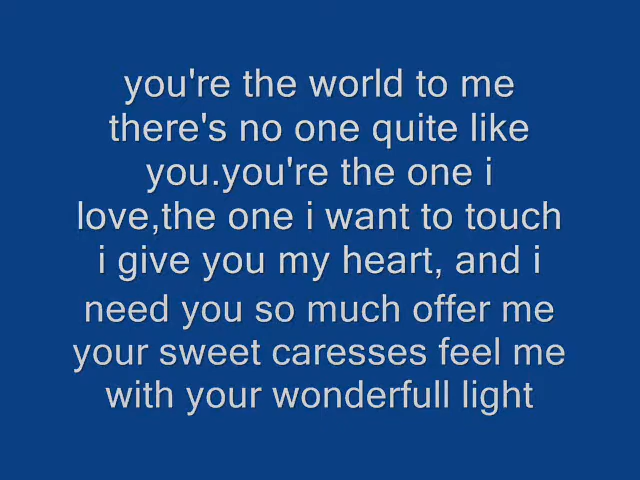 you're the world to me
there's no one quite like
you.you're the one i
love,the one i want to touch
i give you my heart, and i
need you so much offer me
your sweet caresses feel me
with your wonderfull light